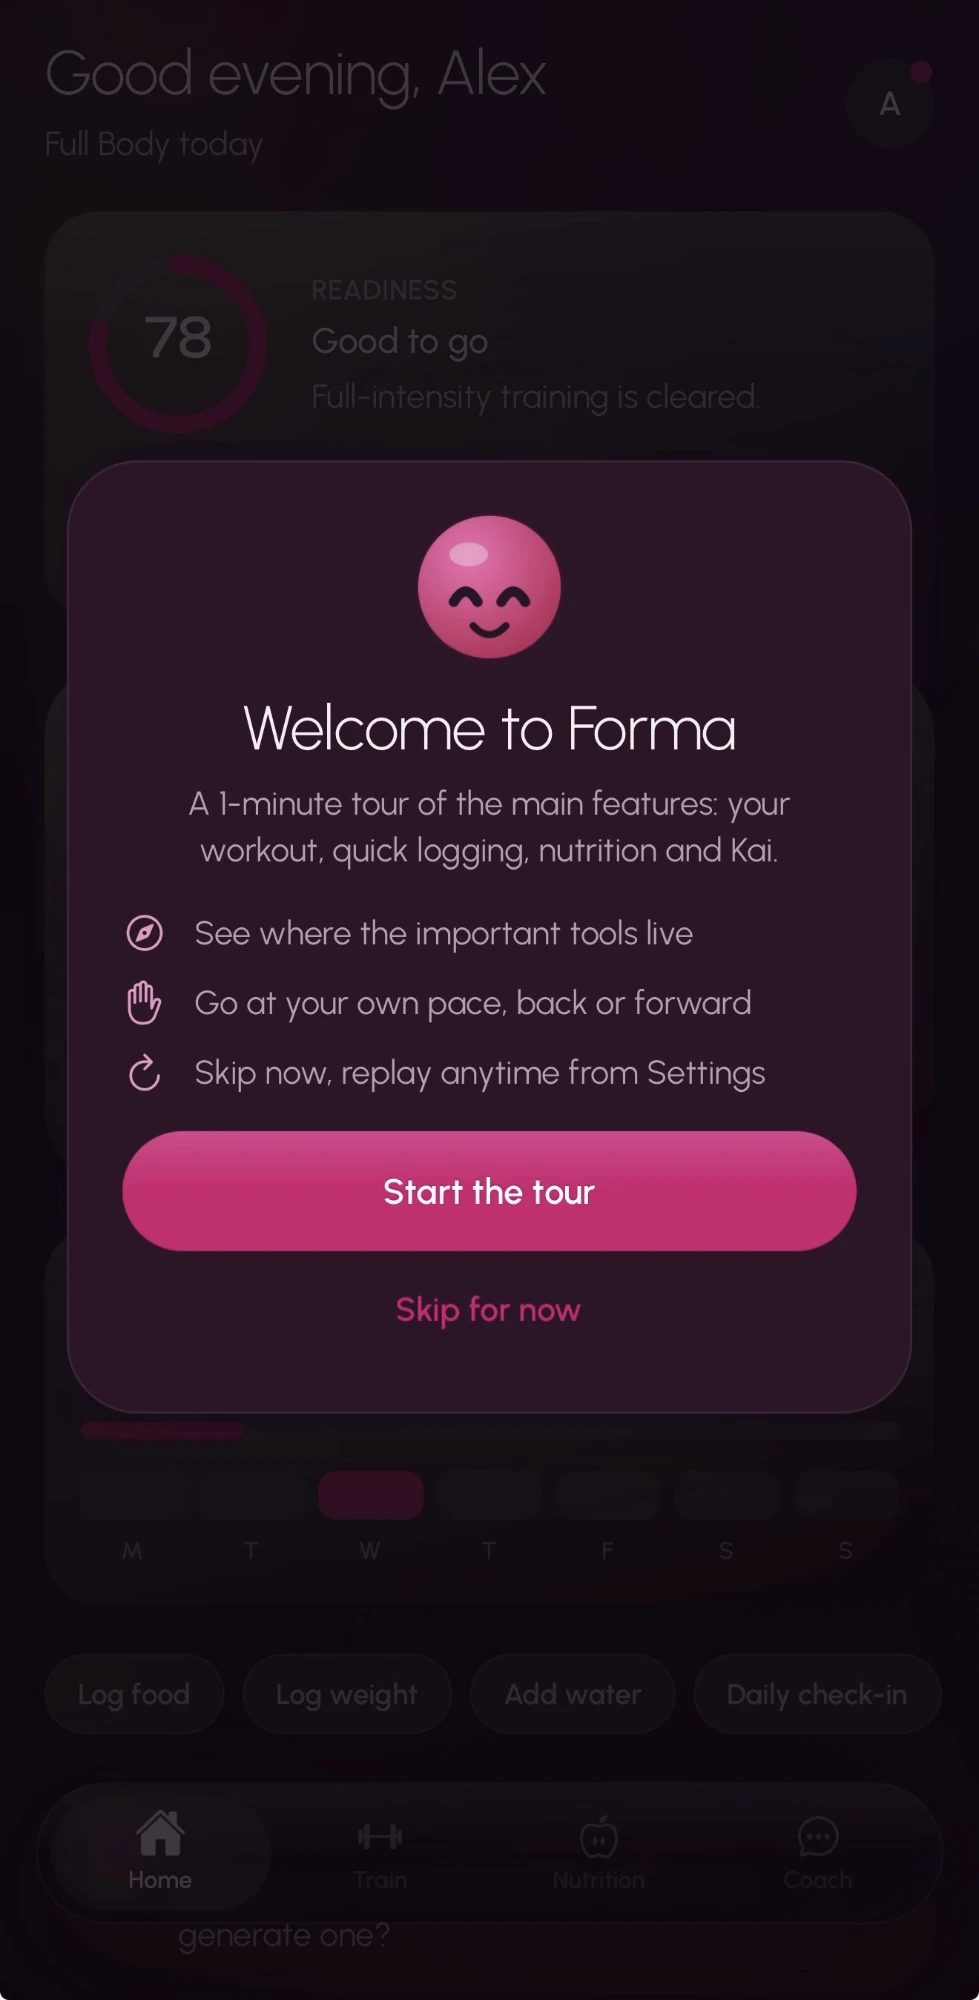 Good evening, Alex
A
Full Body today
78
READINESS
Good to go
Full-intensity training is cleared.
Welcome to Forma
A 1-minute tour of the main features: your
workout, quick logging, nutrition and Kai.
See where the important tools live
Go at your own pace, back or forward
Skip now, replay anytime from Settings
Start the tour
Skip for now
M T W T F S S
Log food Log weight Add water Daily check-in
Home Train Nutrition Coach
generate one?